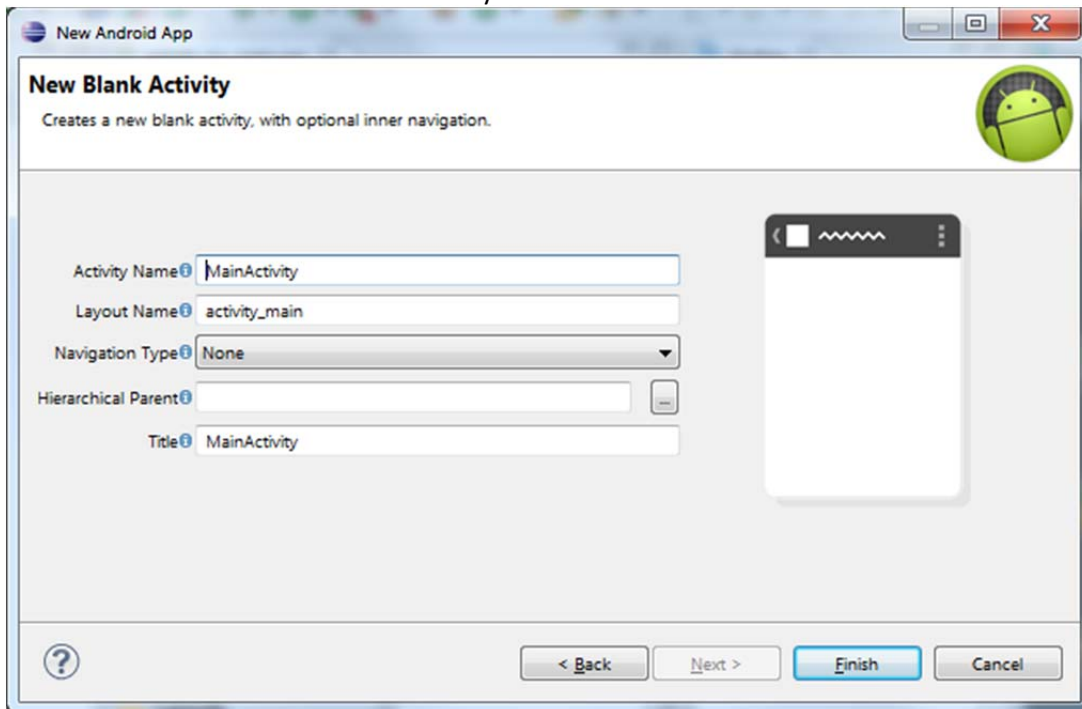 New Android App
New Blank Activity
Creates a new blank activity, with optional inner navigation.
Activity Name MainActivity
Layout Name activity_main
Navigation Type None
Hierarchical Parent ...
Title MainActivity
< Back Next > Finish Cancel